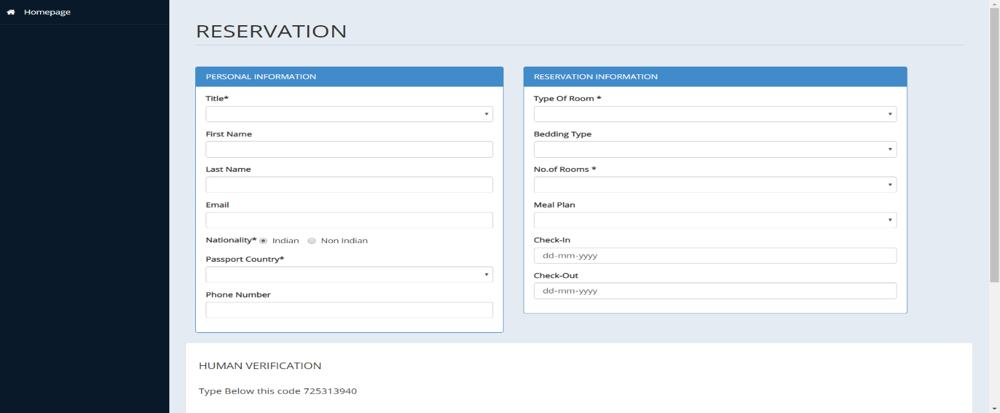 Homepage
RESERVATION
PERSONAL INFORMATION
Title*
First Name
Last Name
Email
Nationality* Indian Non Indian
Passport Country*
Phone Number
RESERVATION INFORMATION
Type Of Room *
Bedding Type
No.of Rooms *
Meal Plan
Check-In
dd-mm-yyyy
Check-Out
dd-mm-yyyy
HUMAN VERIFICATION
Type Below this code 725313940